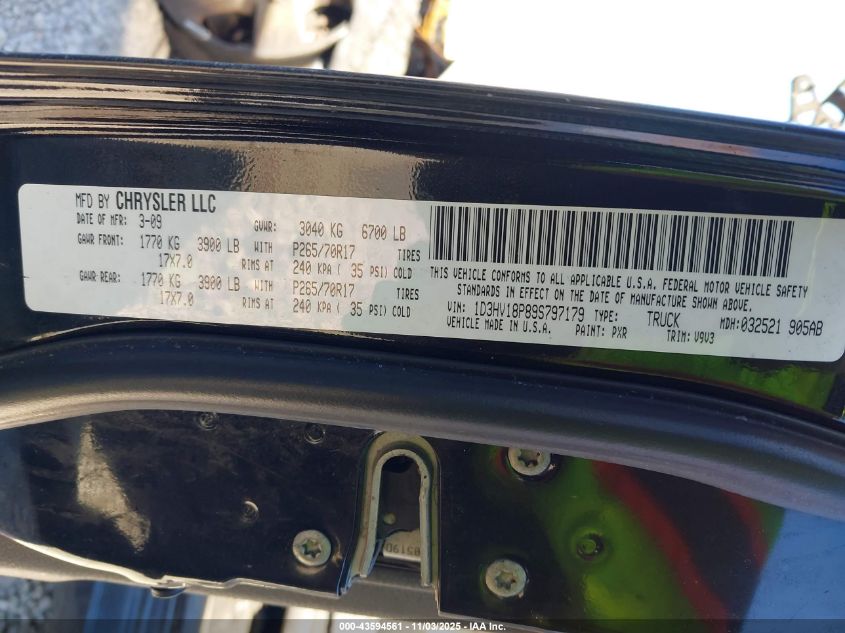 MFD BY CHRYSLER LLC
DATE OF MFR: 3-09 GVWR: 3040 KG 6700 LB
GAWR FRONT: 1770 KG 3900 LB WITH P265/70R17 TIRES
17X7.0 RIMS AT 240 KPA ( 35 PSI) COLD
GAWR REAR: 1770 KG 3900 LB WITH P265/70R17 TIRES
17X7.0 RIMS AT 240 KPA ( 35 PSI) COLD
THIS VEHICLE CONFORMS TO ALL APPLICABLE U.S.A. FEDERAL MOTOR VEHICLE SAFETY
STANDARDS IN EFFECT ON THE DATE OF MANUFACTURE SHOWN ABOVE.
VIN: 1D3HV18P89S797179 TYPE: TRUCK MDH: 032521 905AB
VEHICLE MADE IN U.S.A. PAINT: PXR TRIM: V9V3
000-43594561 - 11/03/2025 - IAA, Inc.